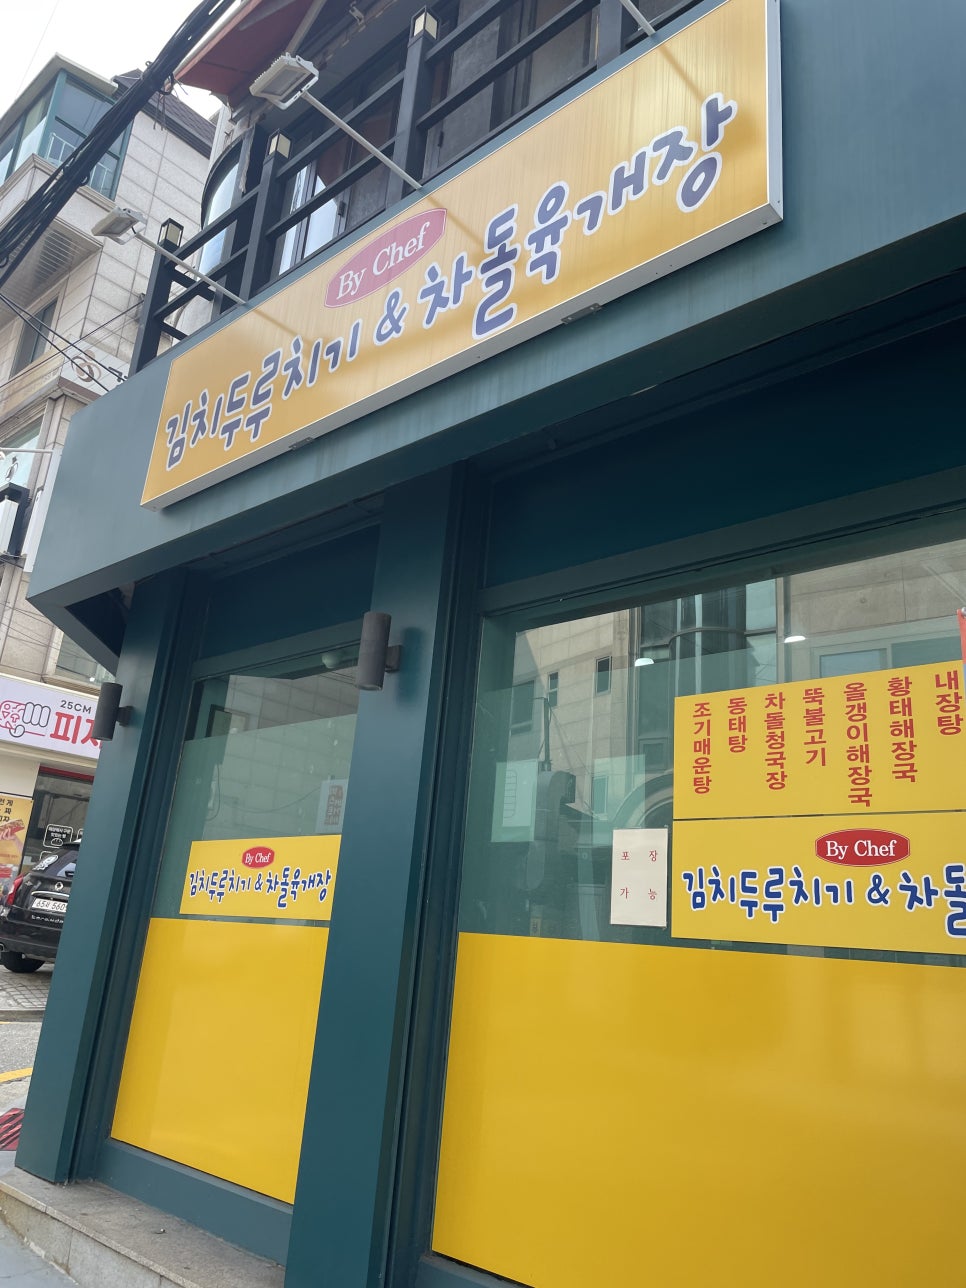 By Chef
김치두루치기 & 차돌육개장
25CM
피자
조기매운탕
동태탕
차돌청국장
뚝불고기
올갱이해장국
황태해장국
내장탕
포장
가능
By Chef
김치두루치기 & 차돌육개장
By Chef
김치두루치기 & 차돌